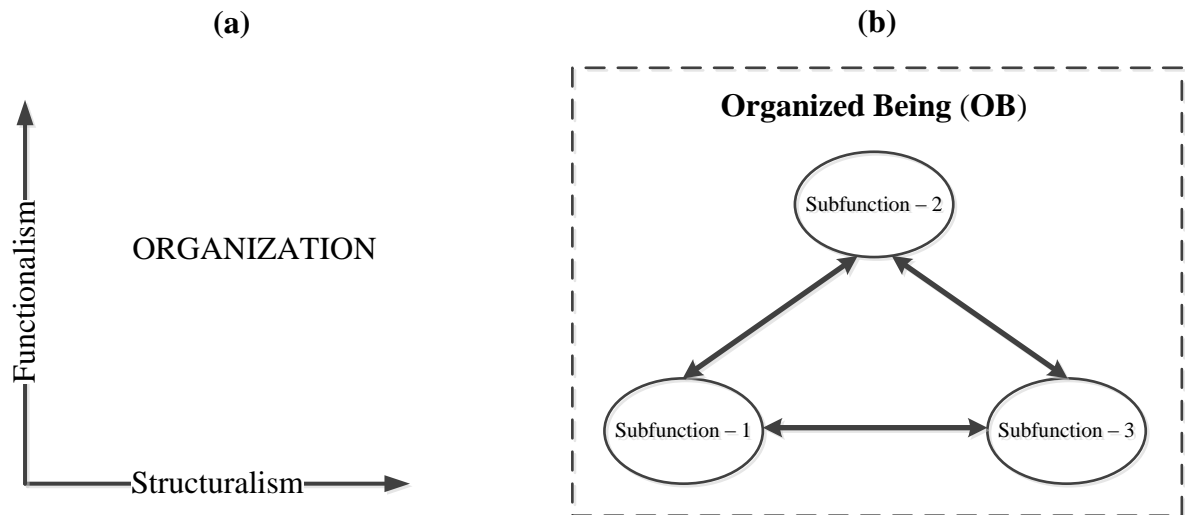 (a)
Functionalism
ORGANIZATION
Structuralism
(b)
Organized Being (OB)
Subfunction – 2
Subfunction – 1
Subfunction – 3